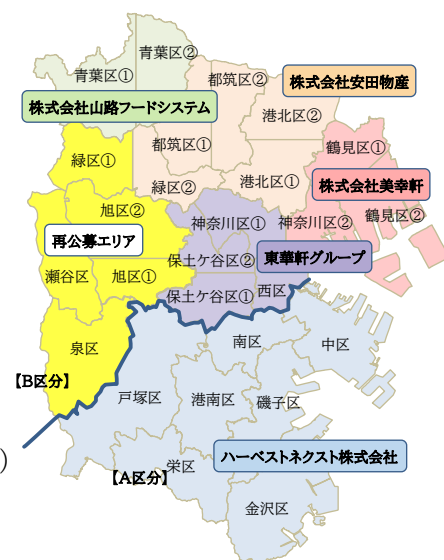 青葉区②
青葉区①
都筑区②
株式会社安田物産
株式会社山路フードシステム
港北区②
都筑区①
鶴見区①
緑区①
緑区②
港北区①
株式会社美幸軒
旭区②
神奈川区①
神奈川区②
鶴見区②
再公募エリア
保土ケ谷区②
東華軒グループ
瀬谷区
旭区①
保土ケ谷区①
西区
泉区
南区
中区
【B区分】
戸塚区
港南区
磯子区
)
栄区
ハーベストネクスト株式会社
【A区分】
金沢区